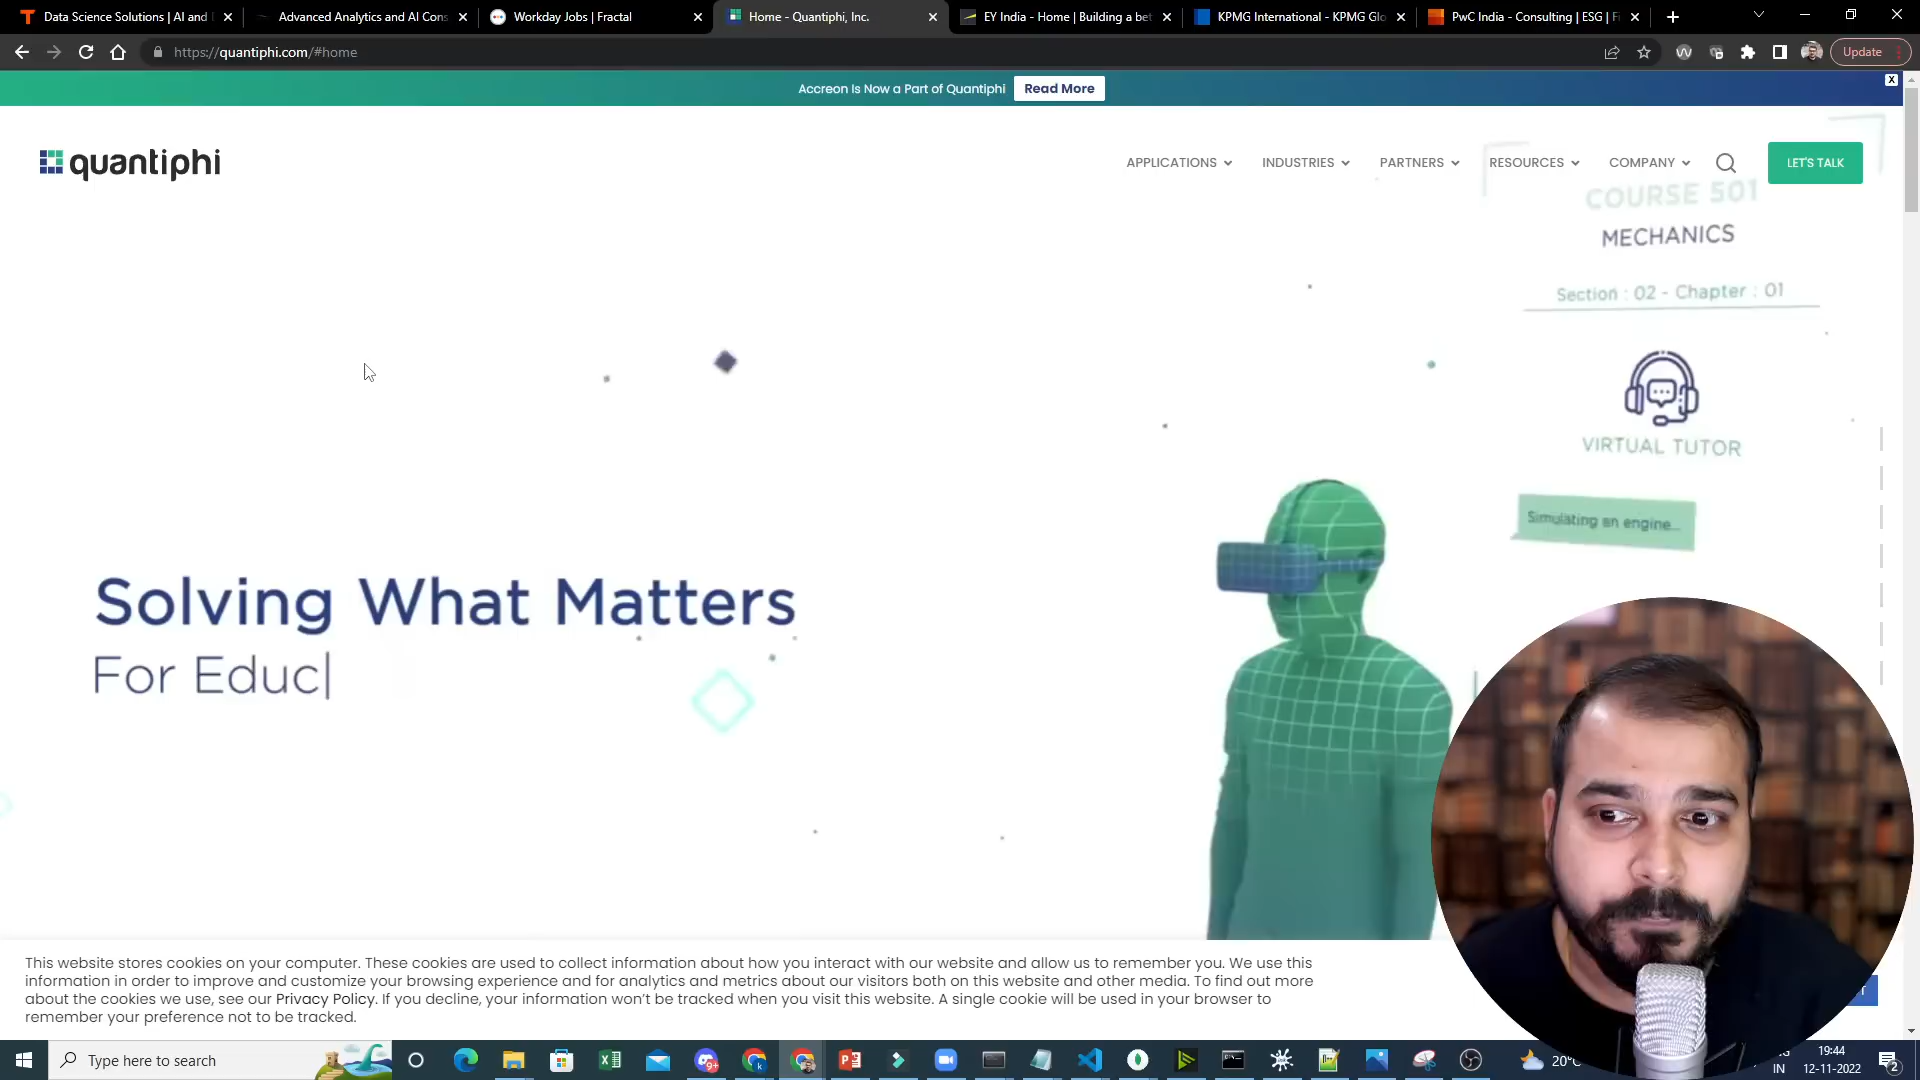 Data Science Solutions | AI and
Advanced Analytics and AI Cons
Workday Jobs | Fractal
Home - Quantiphi, Inc.
EY India - Home | Building a bet
KPMG International - KPMG Glo
PwC India - Consulting | ESG | F
https://quantiphi.com/#home
Update
Accreon Is Now a Part of Quantiphi
Read More
X
quantiphi
APPLICATIONS
INDUSTRIES
PARTNERS
RESOURCES
COMPANY
LET'S TALK
COURSE 501
MECHANICS
Section : 02 - Chapter : 01
VIRTUAL TUTOR
Simulating an engine...
Solving What Matters
For Educ|
This website stores cookies on your computer. These cookies are used to collect information about how you interact with our website and allow us to remember you. We use this
information in order to improve and customize your browsing experience and for analytics and metrics about our visitors both on this website and other media. To find out more
about the cookies we use, see our Privacy Policy. If you decline, your information won't be tracked when you visit this website. A single cookie will be used in your browser to
remember your preference not to be tracked.
Type here to search
20°
19:44
IN
12-11-2022
2